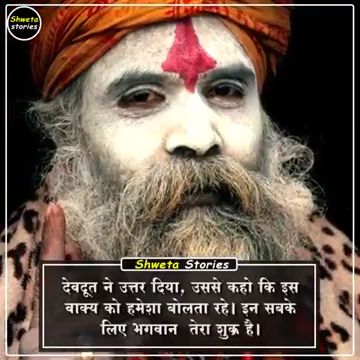 Shweta
stories
Shweta Stories
देवदूत ने उत्तर दिया, उससे कहो कि इस
वाक्य को हमेशा बोलता रहे। इन सबके
लिए भगवान तेरा शुक्र है।